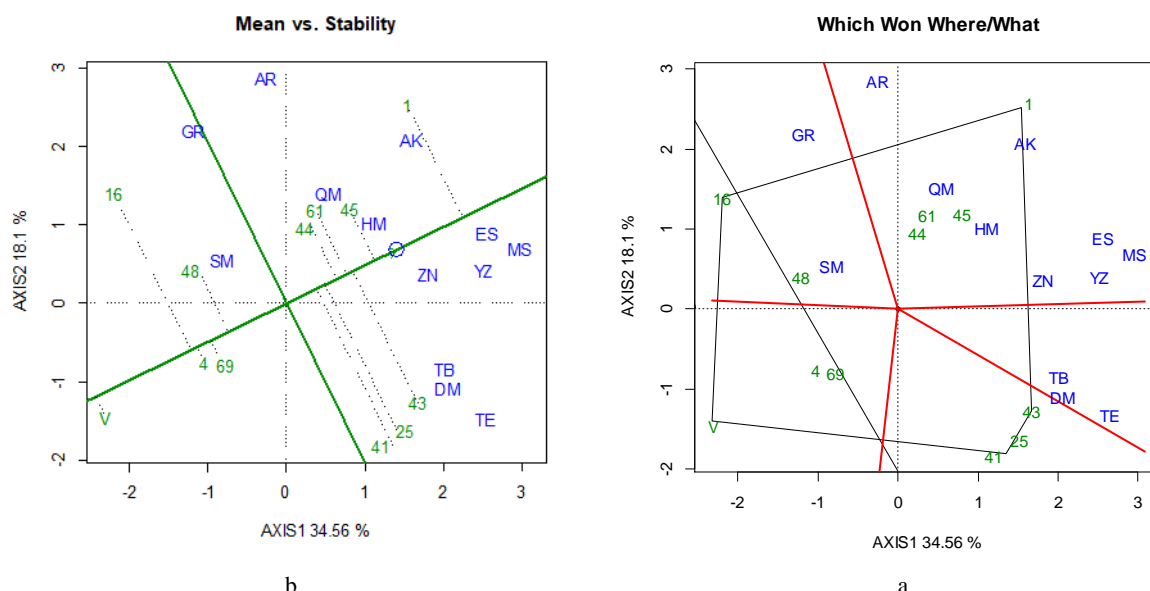 Mean vs. Stability
AR
3
1
GR
AK
2
AXIS2 18.1 %
16
QM
61
45
HM
1
44
ES
MS
SM
48
ZN
YZ
0
4
69
TB
DM
-1
43
V
TE
25
41
-2
-2
-1
0
1
2
3
AXIS1 34.56 %
b
Which Won Where/What
3
AR
1
GR
AK
2
AXIS2 18.1 %
16
QM
61
45
HM
1
44
ES
MS
SM
48
ZN
YZ
0
4
69
TB
DM
-1
43
TE
V
25
41
-2
-2
-1
0
1
2
3
AXIS1 34.56 %
a